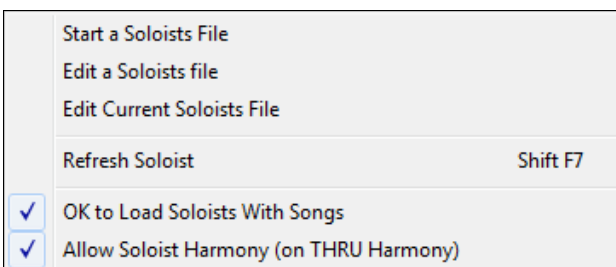 Start a Soloists File
Edit a Soloists file
Edit Current Soloists File
Refresh Soloist Shift F7
OK to Load Soloists With Songs
Allow Soloist Harmony (on THRU Harmony)